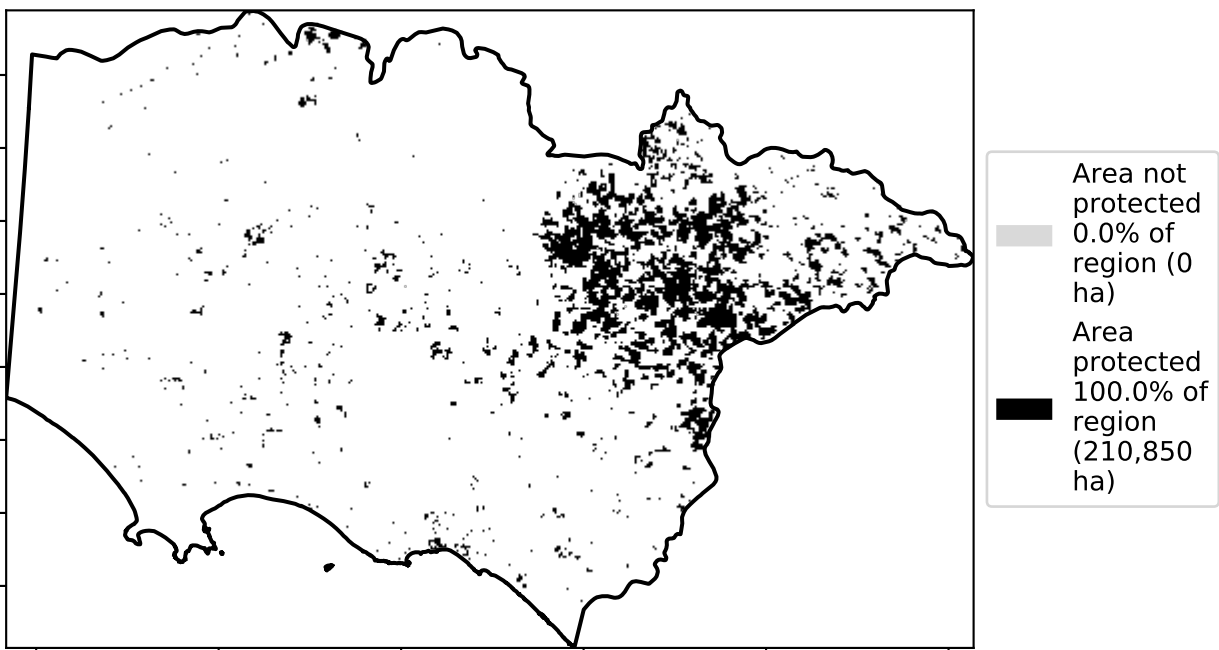 Area not
protected
0.0% of
region (0
ha)
Area
protected
100.0% of
region
(210,850
ha)